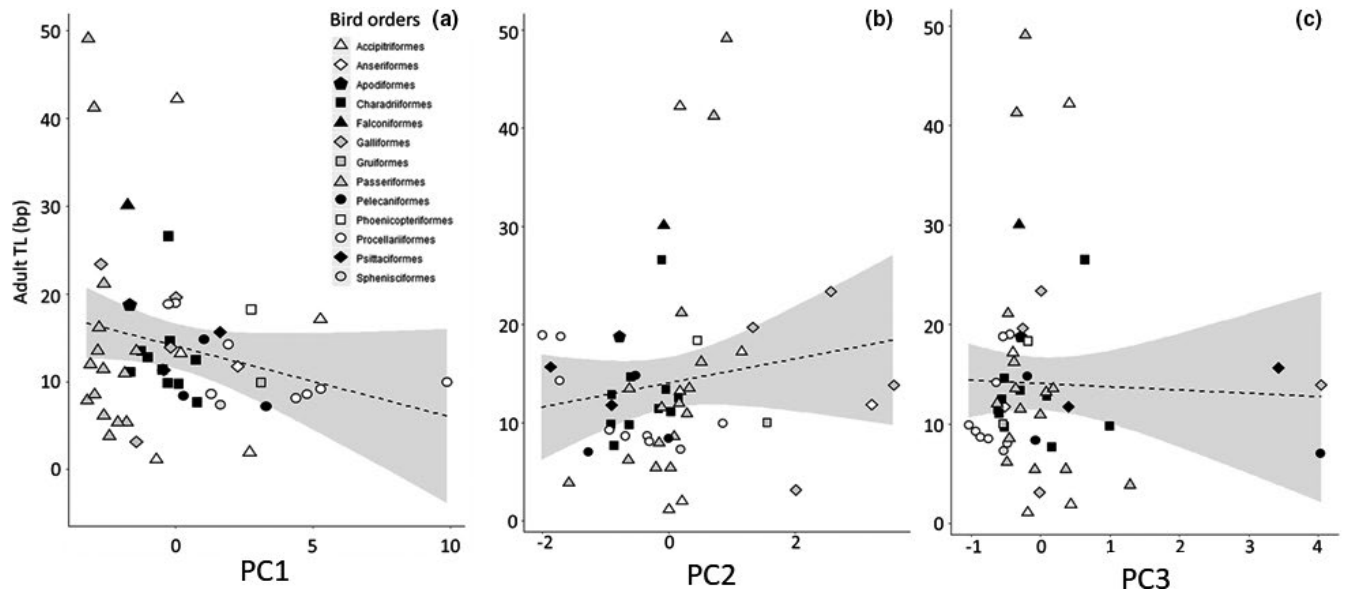 Bird orders (a)
Accipitriformes
Anseriformes
Apodiformes
Charadriiformes
Falconiformes
Galliformes
Gruiformes
Passeriformes
Pelecaniformes
Phoenicopteriformes
Procellariiformes
Psittaciformes
Sphenisciformes
Adult TL (bp)
50
40
30
20
10
0
0 5 10
PC1
(b)
50
40
30
20
10
0
-2 0 2
PC2
(c)
50
40
30
20
10
0
-1 0 1 2 3 4
PC3